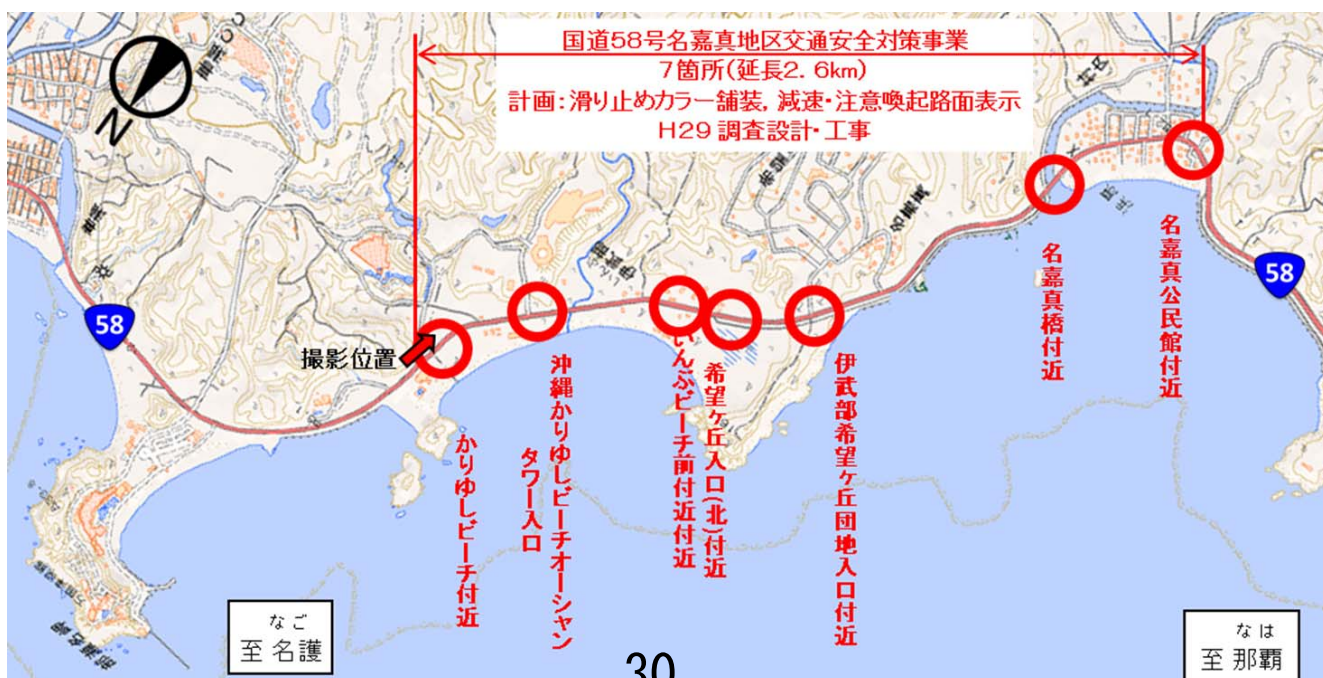 国道58号名嘉真地区交通安全対策事業
7箇所(延長2.6km)
計画:滑り止めカラー舗装,減速・注意喚起路面表示
H29 調査設計・工事
N
58
58
撮影位置
かりゆしビーチ付近
沖縄かりゆしビーチオーシャン
タワー入口
いんぶビーチ前付近付近
希望ヶ丘入口(北)付近
伊武部希望ヶ丘団地入口付近
名嘉真橋付近
名嘉真公民館付近
なご
至 名護
なは
至 那覇
30